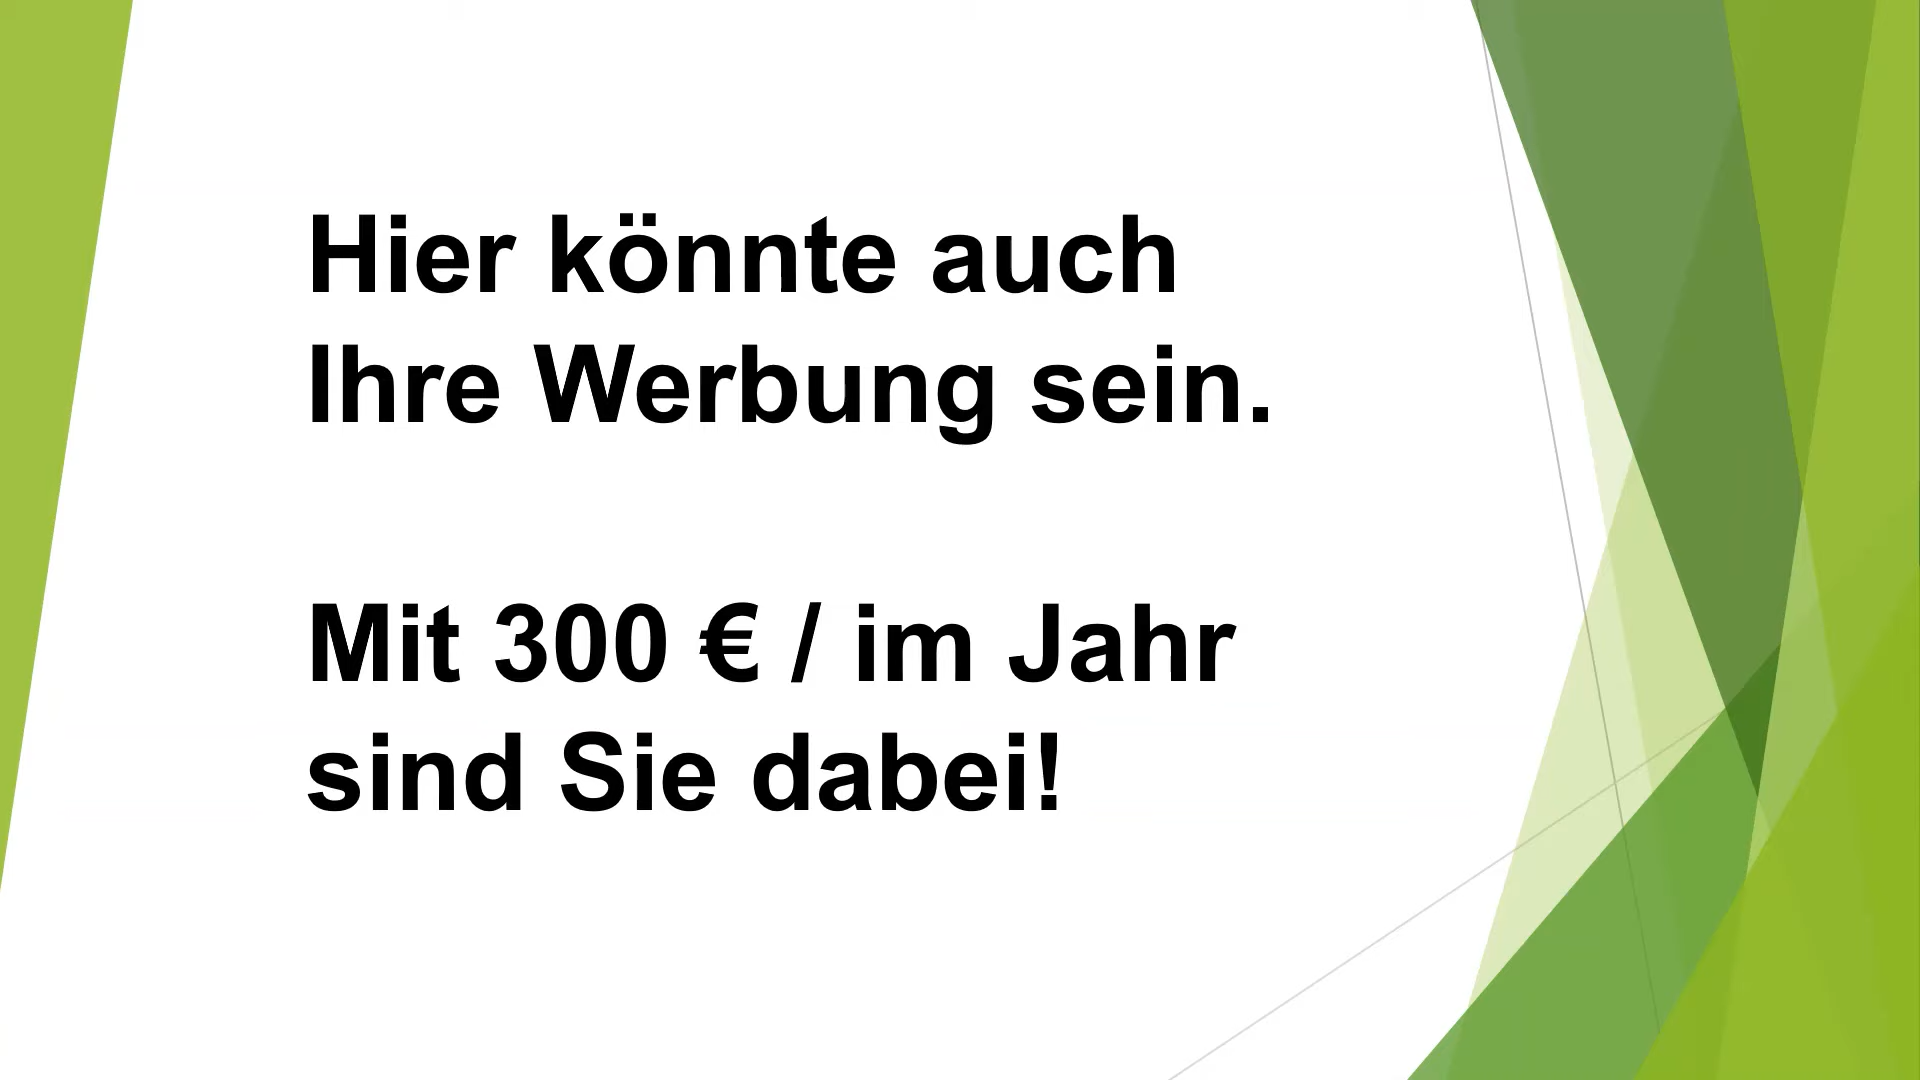 Hier könnte auch
Ihre Werbung sein.
Mit 300 € / im Jahr
sind Sie dabei!